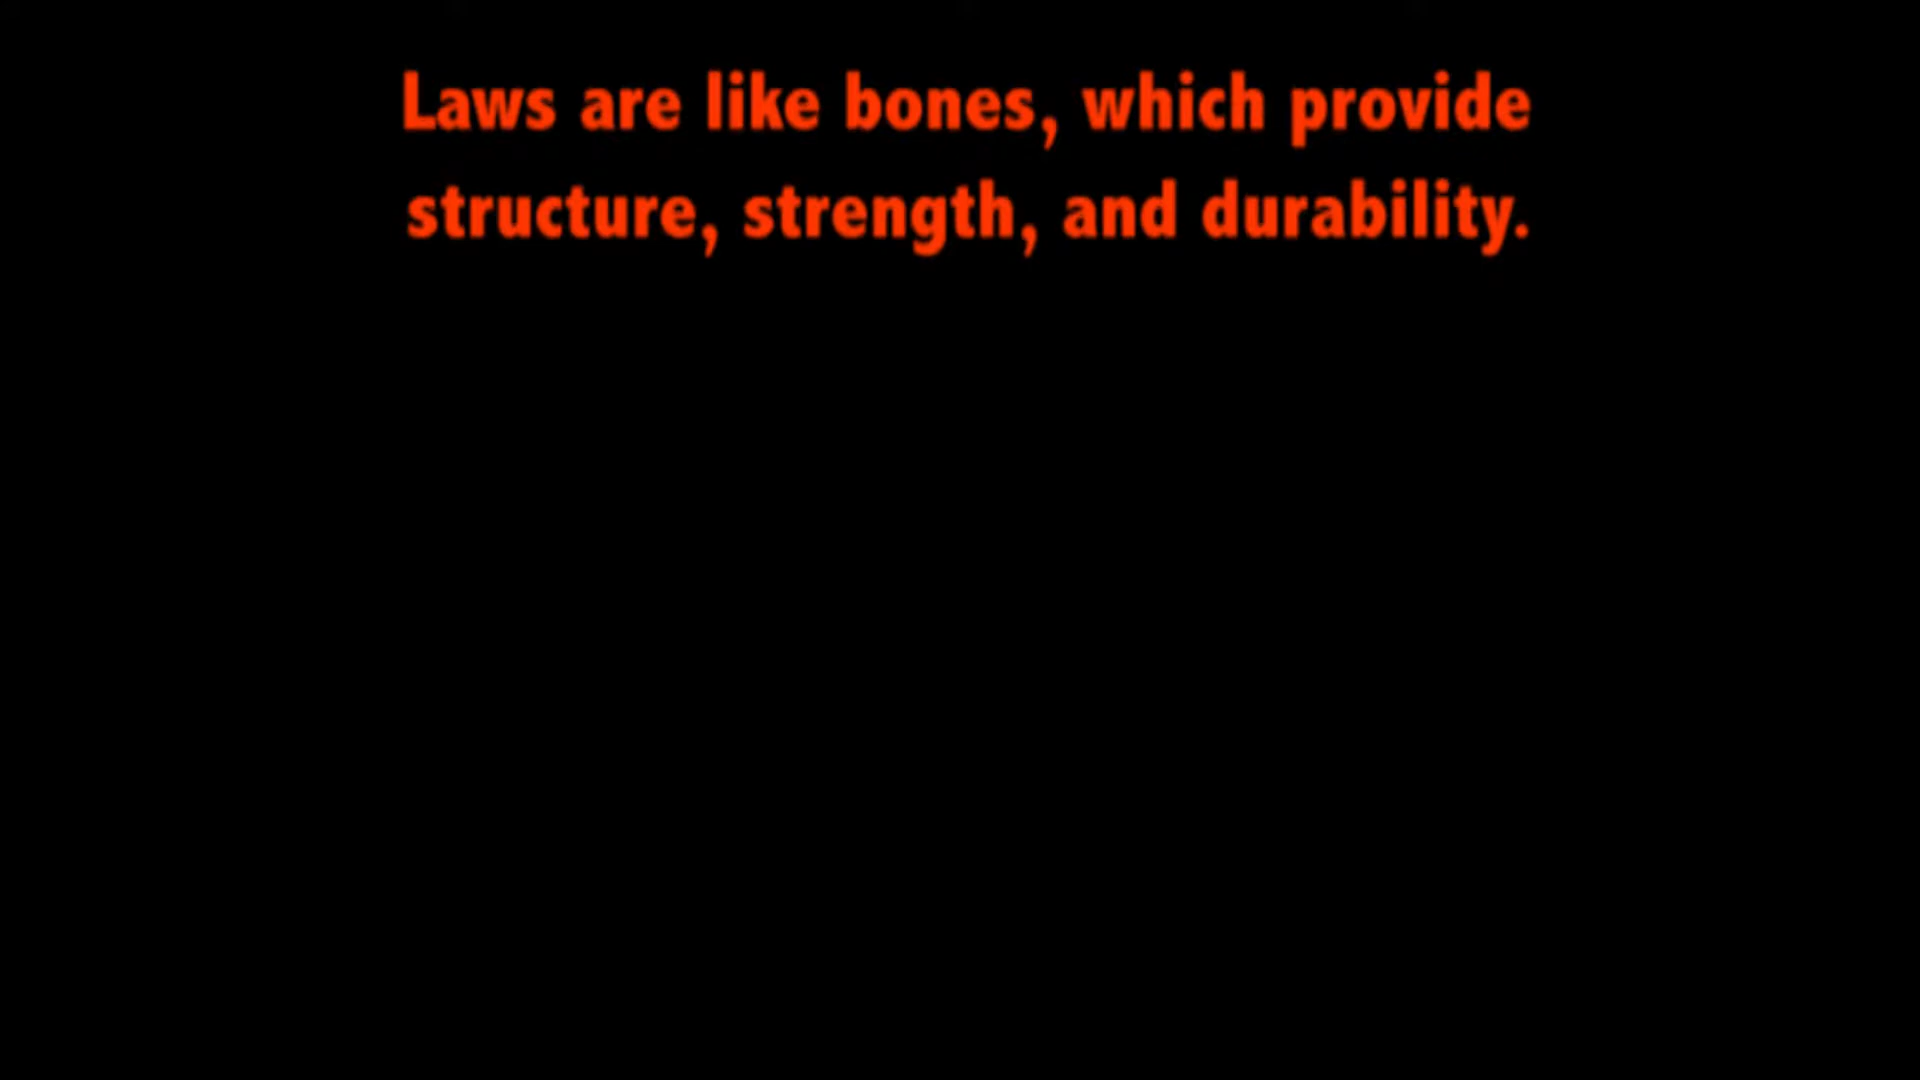 Laws are like bones, which provide
structure, strength, and durability.